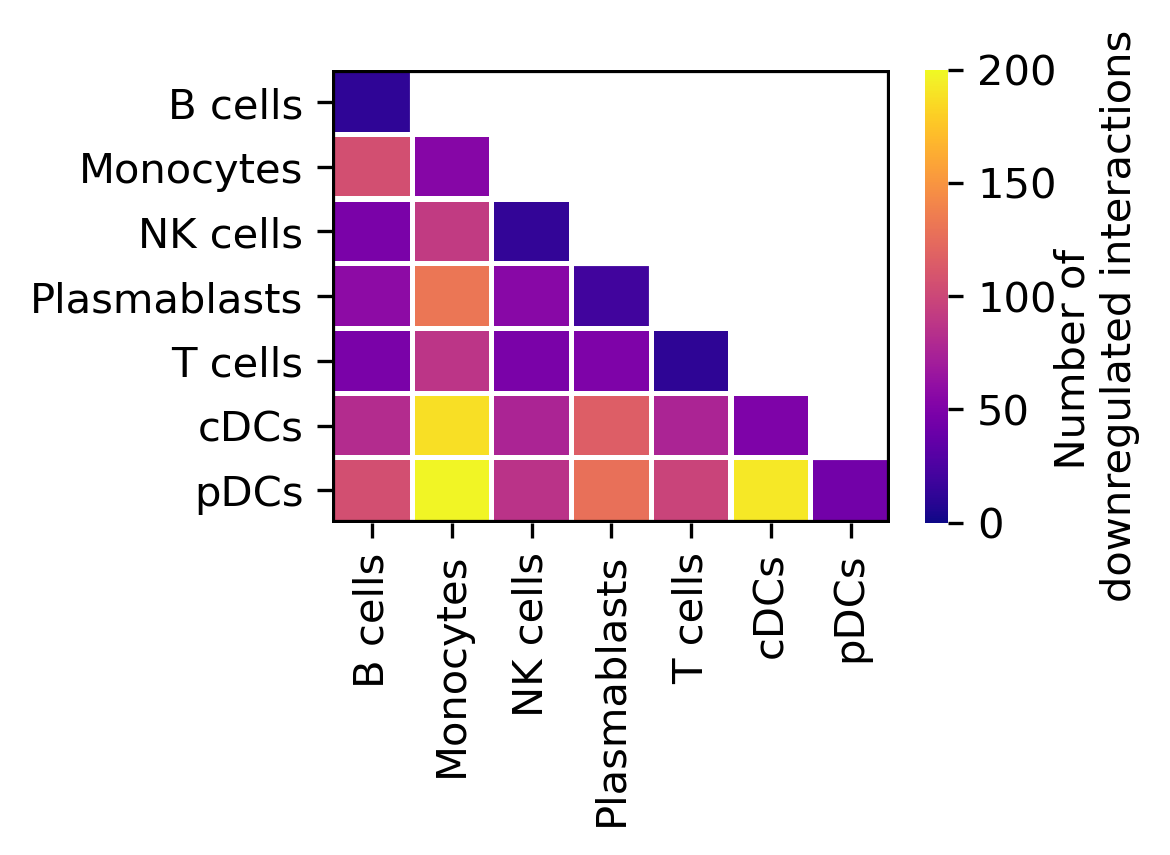 B cells
Monocytes
NK cells
Plasmablasts
T cells
cDCs
pDCs
B cells
Monocytes
NK cells
Plasmablasts
T cells
cDCs
pDCs
200
150
100
50
0
Number of
downregulated interactions